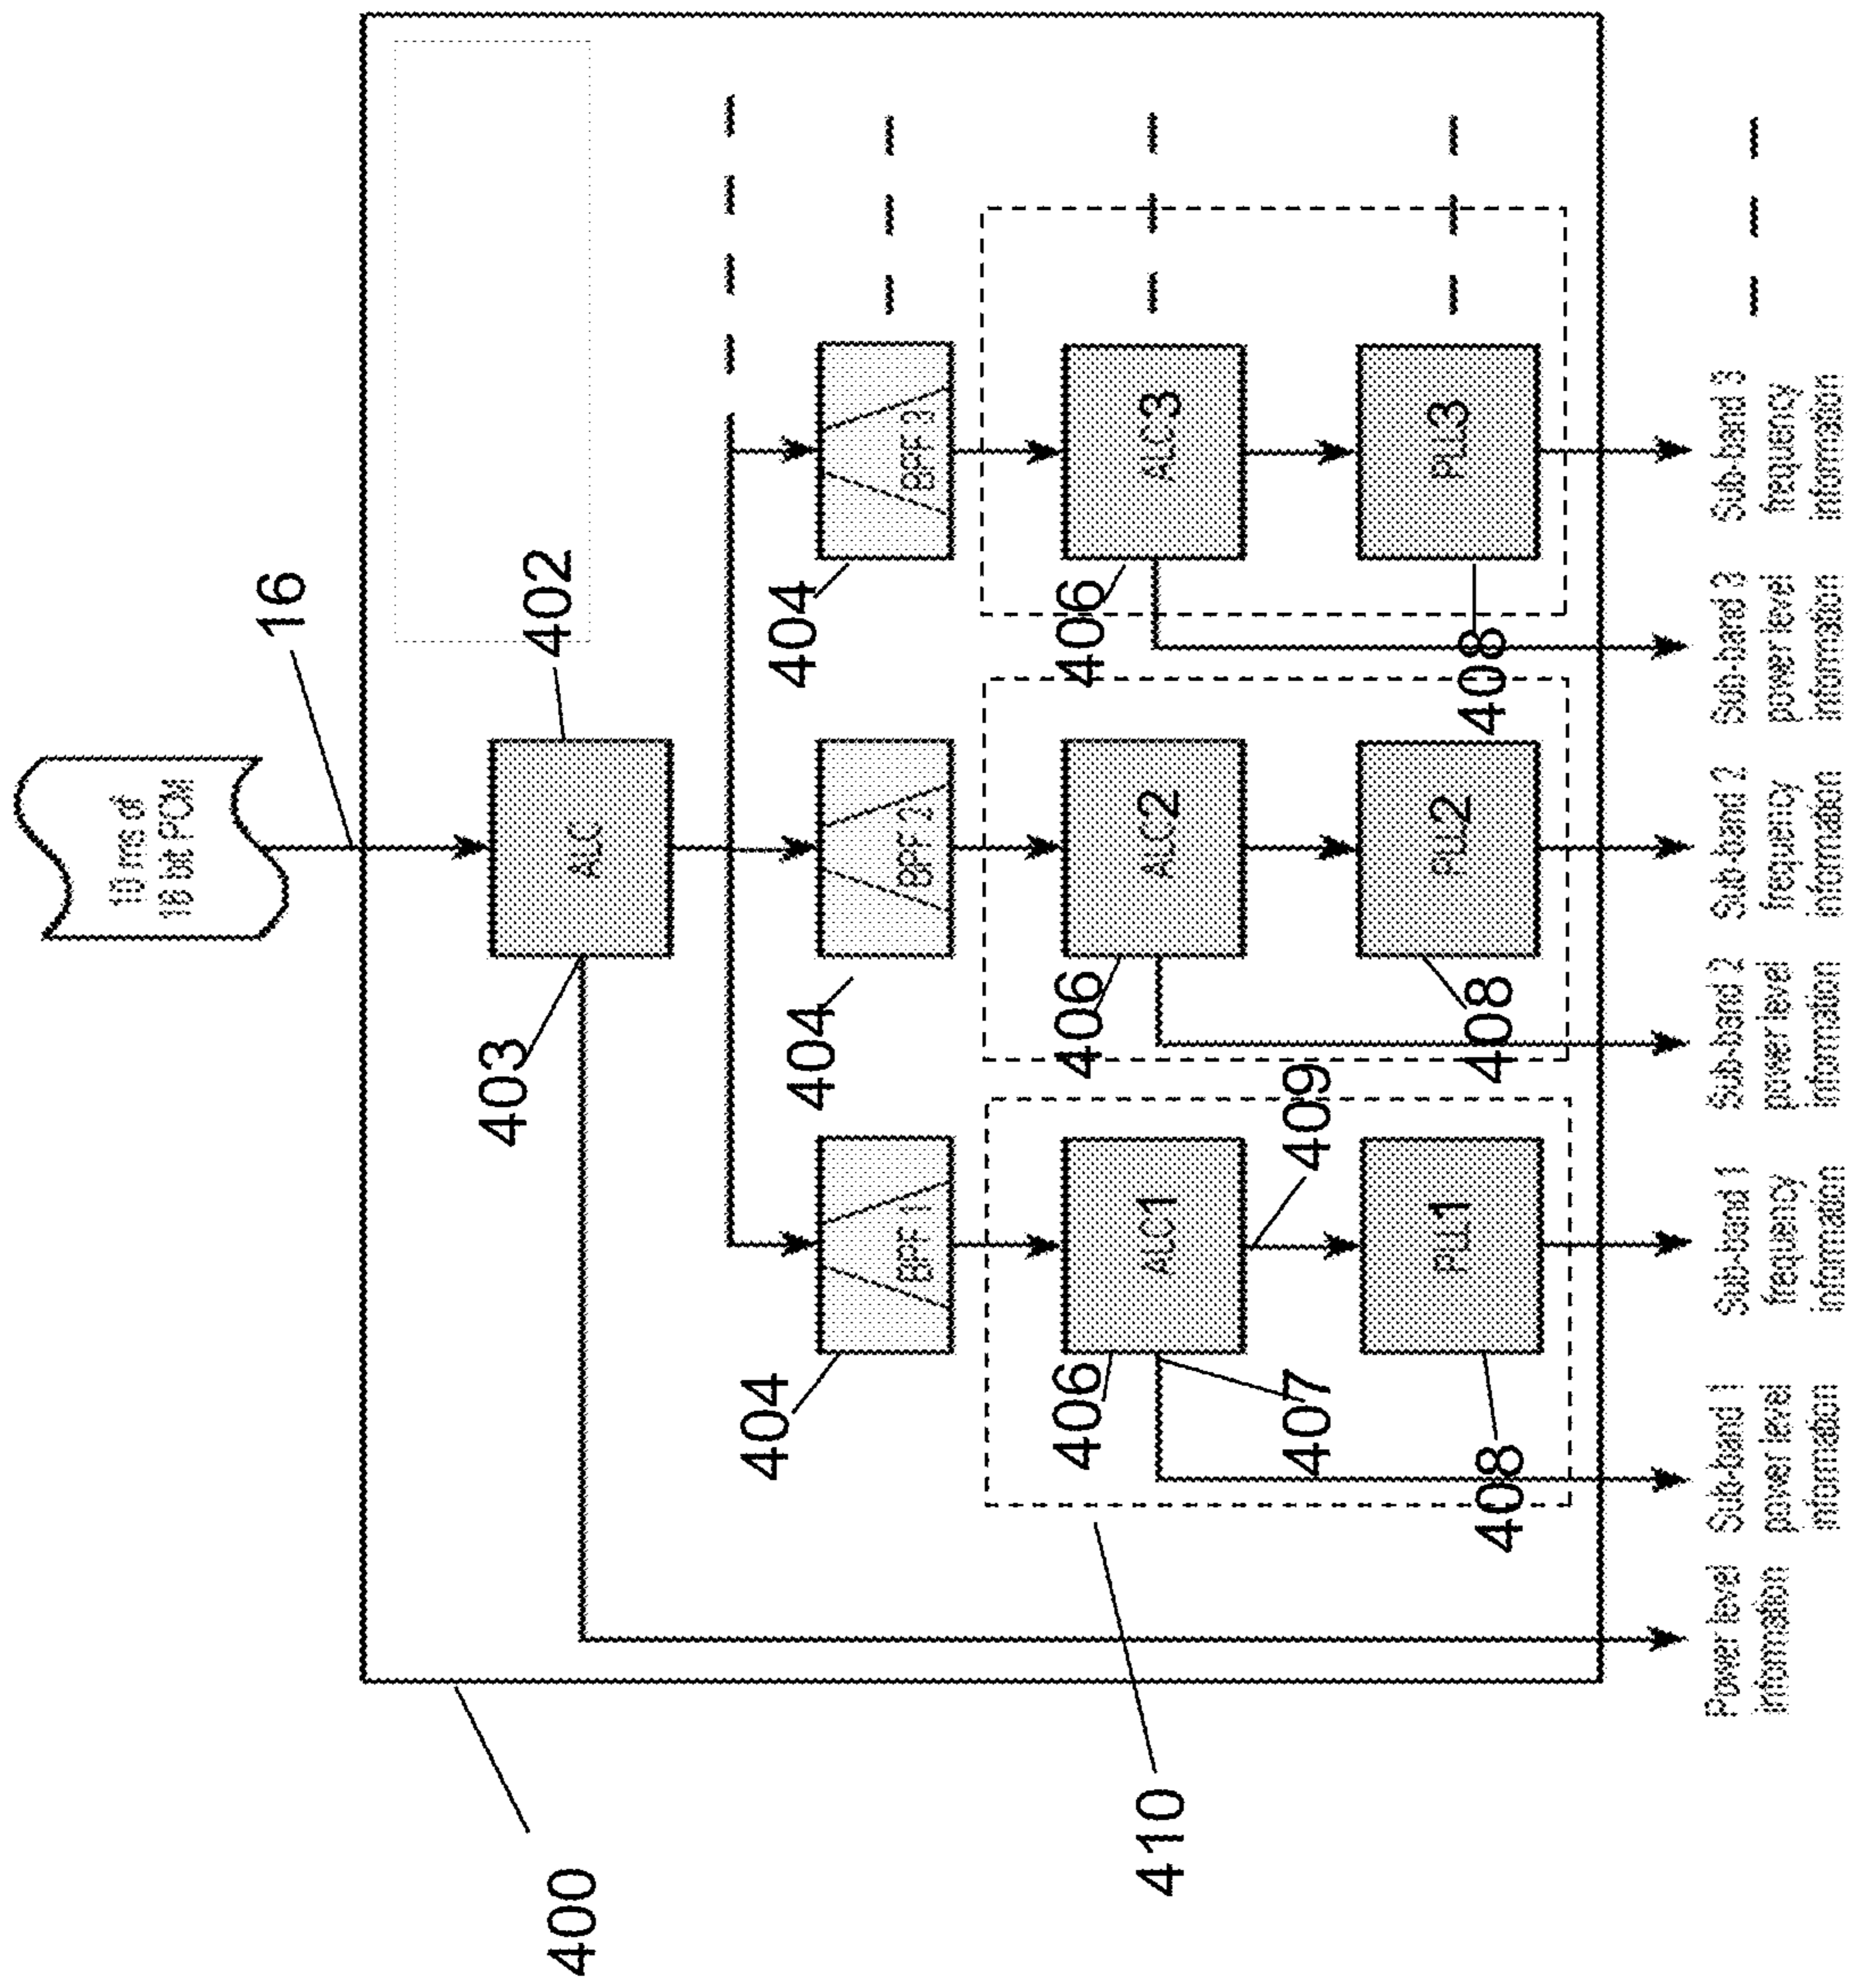 10 ms of
16 bit PCM
16
400
402
403
ALC
404
404
404
BPF 1
BPF 2
BPF 3
406
406
406
ALC1
ALC2
ALC3
410
407
409
PLL1
PLL2
PLL3
408
408
408
Power level
information
Sub-band 1
power level
information
Sub-band 1
frequency
information
Sub-band 2
power level
information
Sub-band 2
frequency
information
Sub-band 3
power level
information
Sub-band 3
frequency
information